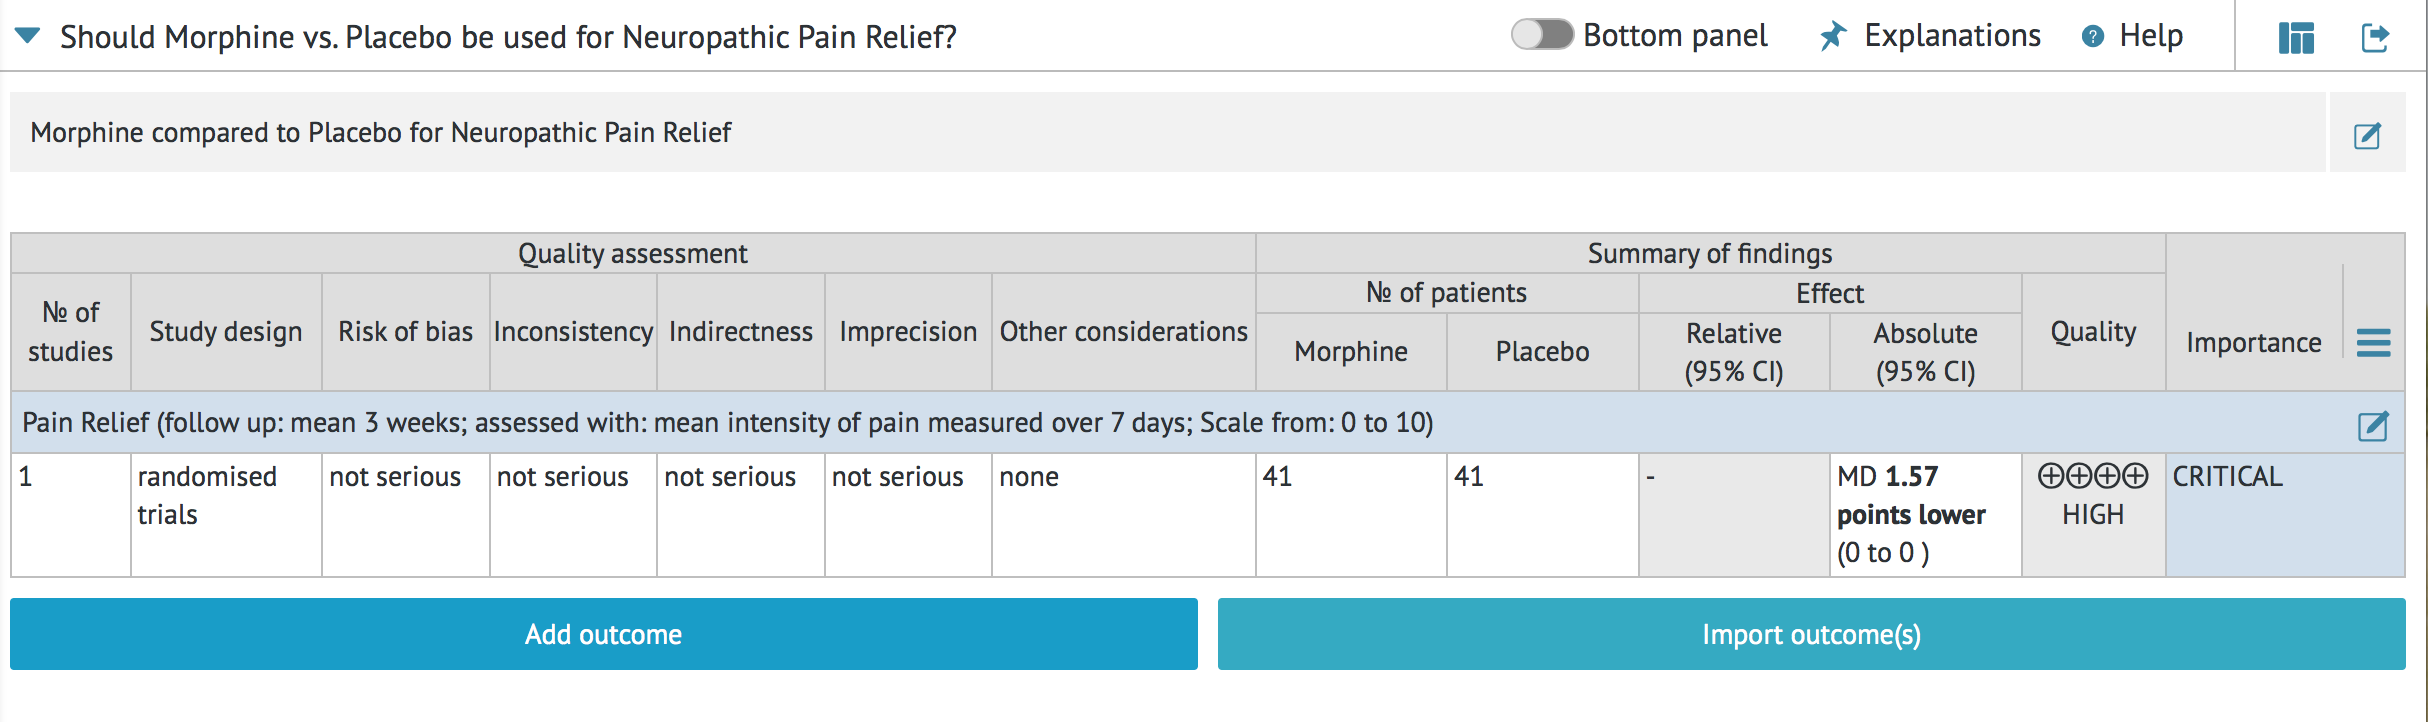 Should Morphine vs. Placebo be used for Neuropathic Pain Relief?
Bottom panel
Explanations
? Help
Morphine compared to Placebo for Neuropathic Pain Relief
Quality assessment
Summary of findings
№ of studies
Study design
Risk of bias
Inconsistency
Indirectness
Imprecision
Other considerations
№ of patients
Effect
Quality
Importance
Morphine
Placebo
Relative
(95% CI)
Absolute
(95% CI)
Pain Relief (follow up: mean 3 weeks; assessed with: mean intensity of pain measured over 7 days; Scale from: 0 to 10)
1
randomised
trials
not serious
not serious
not serious
not serious
none
41
41
-
MD 1.57
points lower
(0 to 0 )
⊕⊕⊕⊕
HIGH
CRITICAL
Add outcome
Import outcome(s)